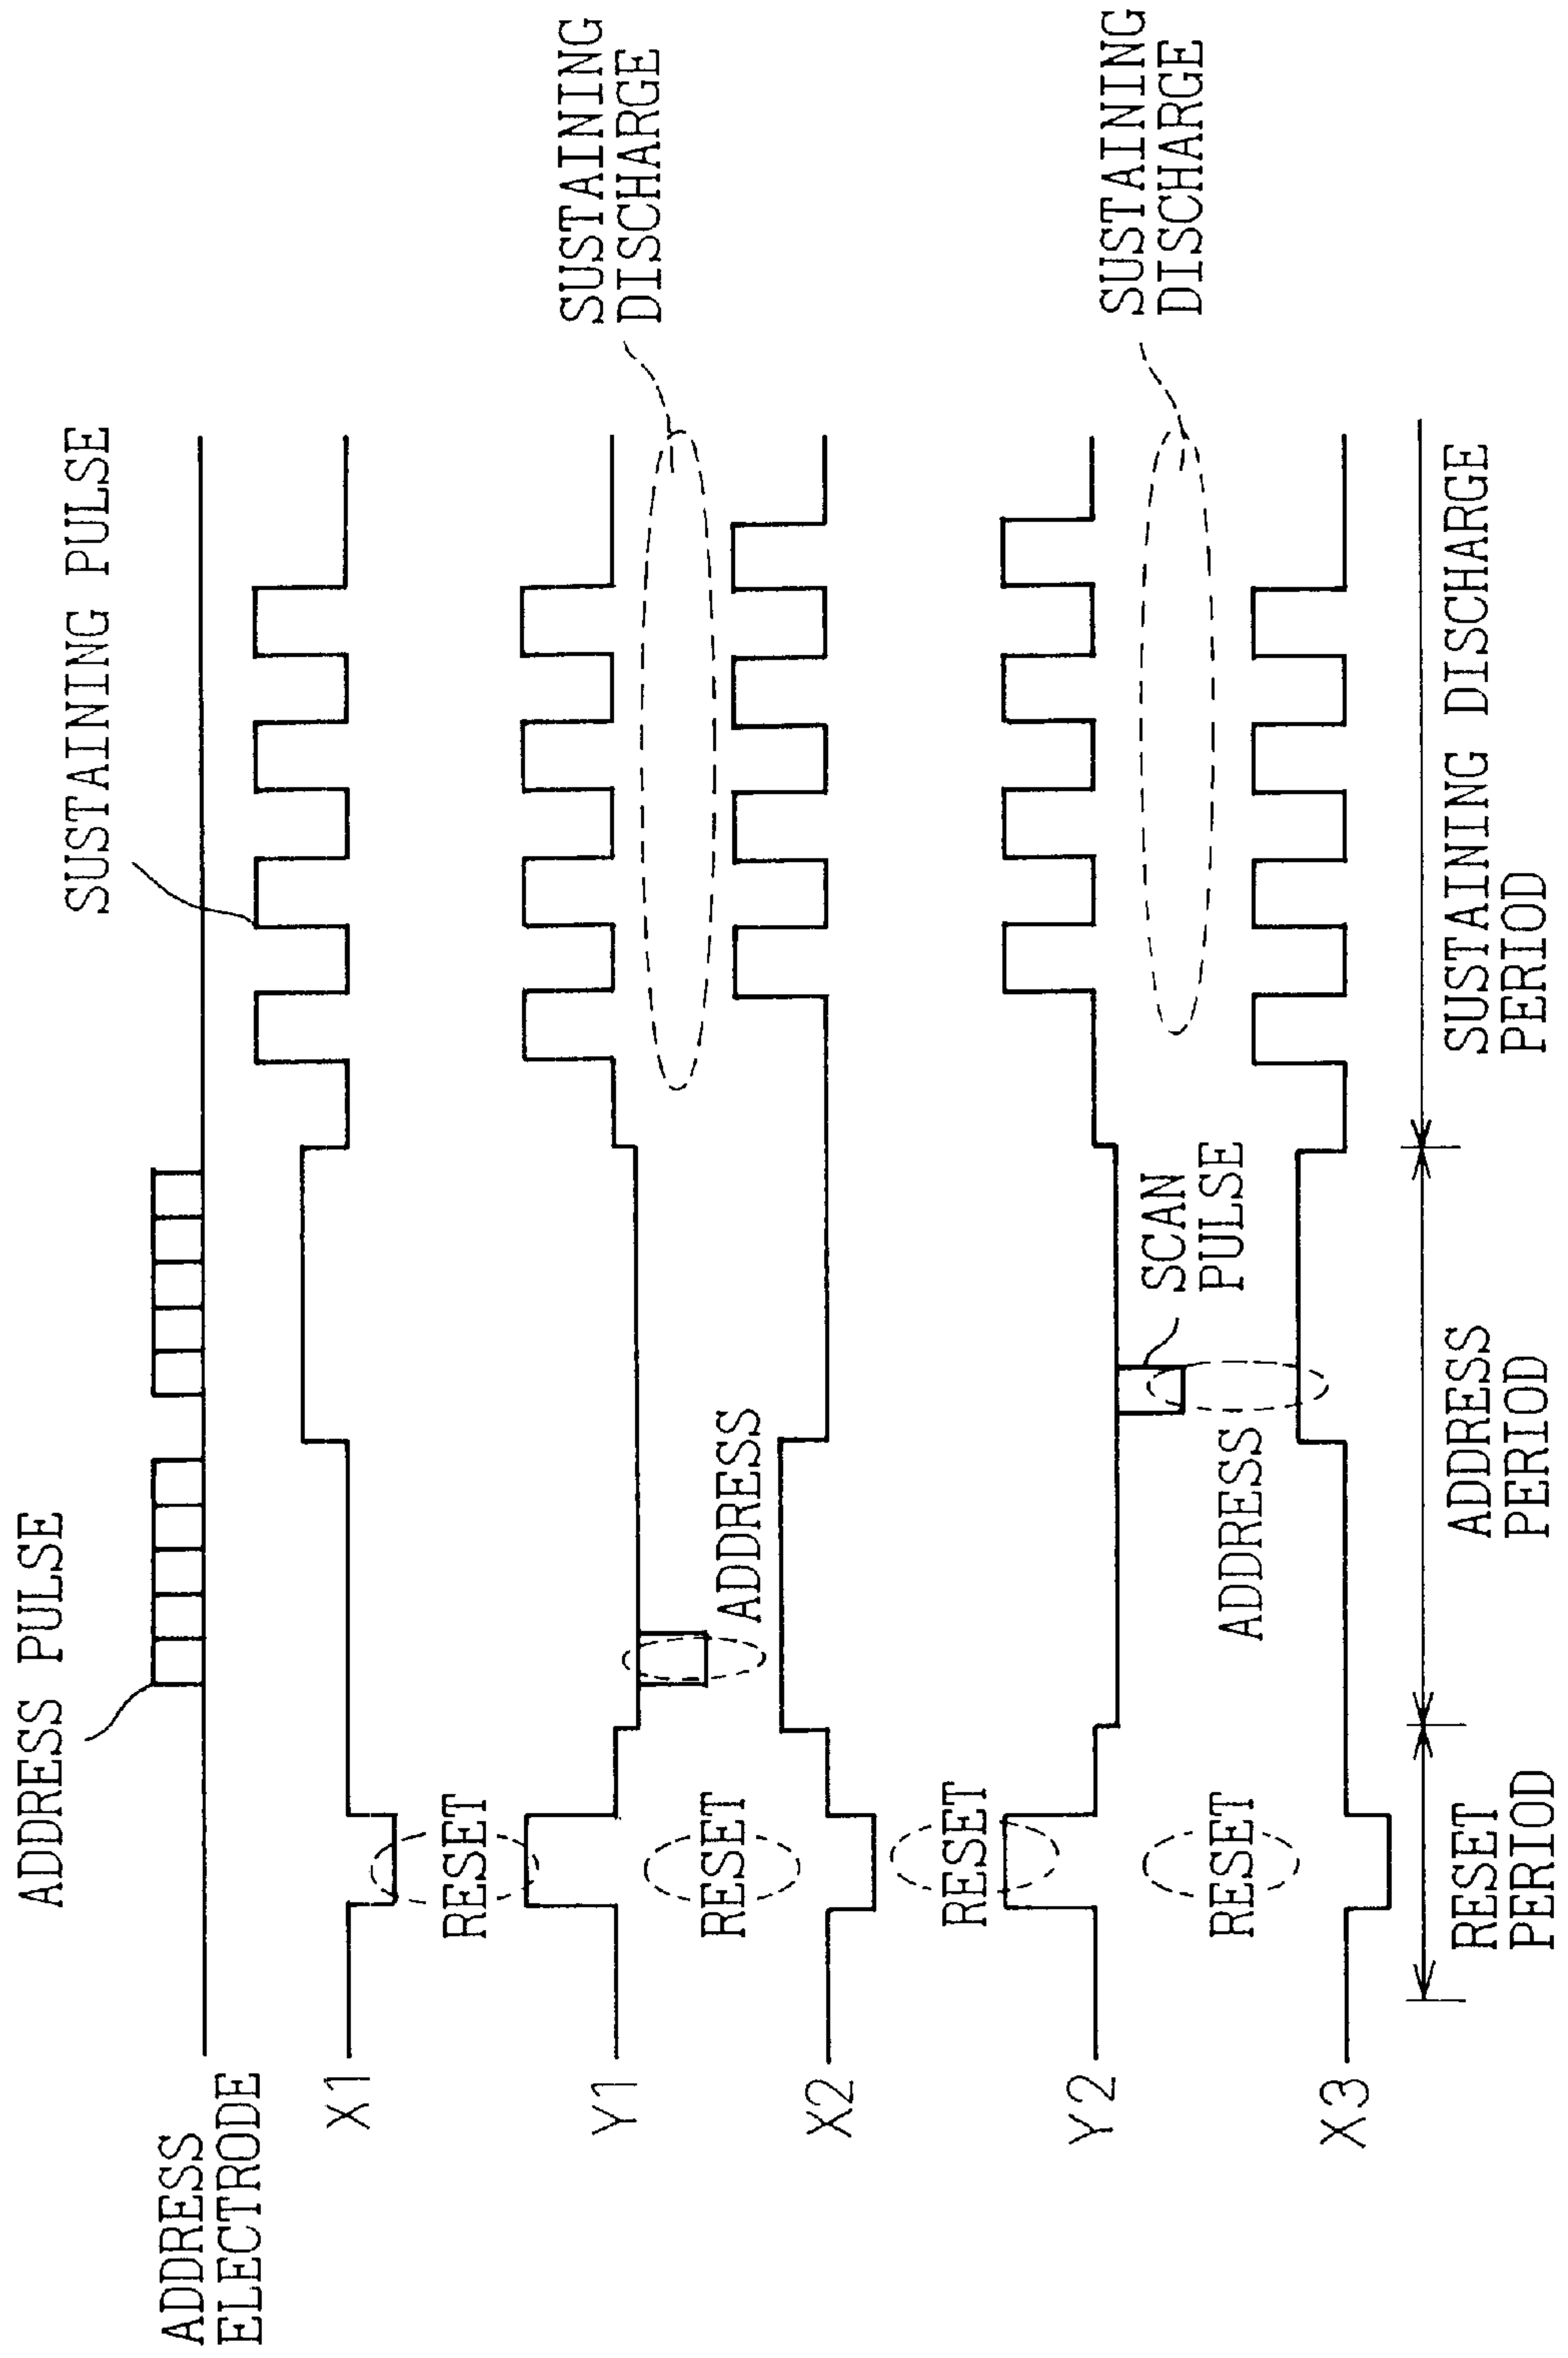 ADDRESS PULSE
SUSTAINING PULSE
ADDRESS
ELECTRODE
X1
RESET
Y1
SUSTAINING
DISCHARGE
RESET
ADDRESS
X2
RESET
Y2
SCAN
PULSE
SUSTAINING
DISCHARGE
RESET
ADDRESS
X3
RESET
PERIOD
ADDRESS
PERIOD
SUSTAINING DISCHARGE
PERIOD